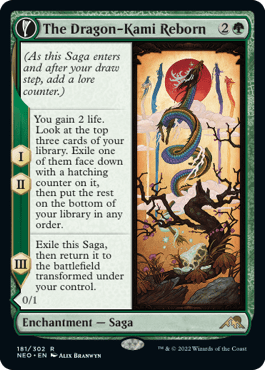 The Dragon-Kami Reborn 2
(As this Saga enters
and after your draw
step, add a lore
counter.)
I
II
You gain 2 life.
Look at the top
three cards of your
library. Exile one
of them face down
with a hatching
counter on it,
then put the rest
on the bottom of
your library in any
order.
III
Exile this Saga,
then return it to
the battlefield
transformed under
your control.
0/1
Enchantment — Saga
181/302 R
NEO • EN Alix Branwyn
™ & © 2022 Wizards of the Coast